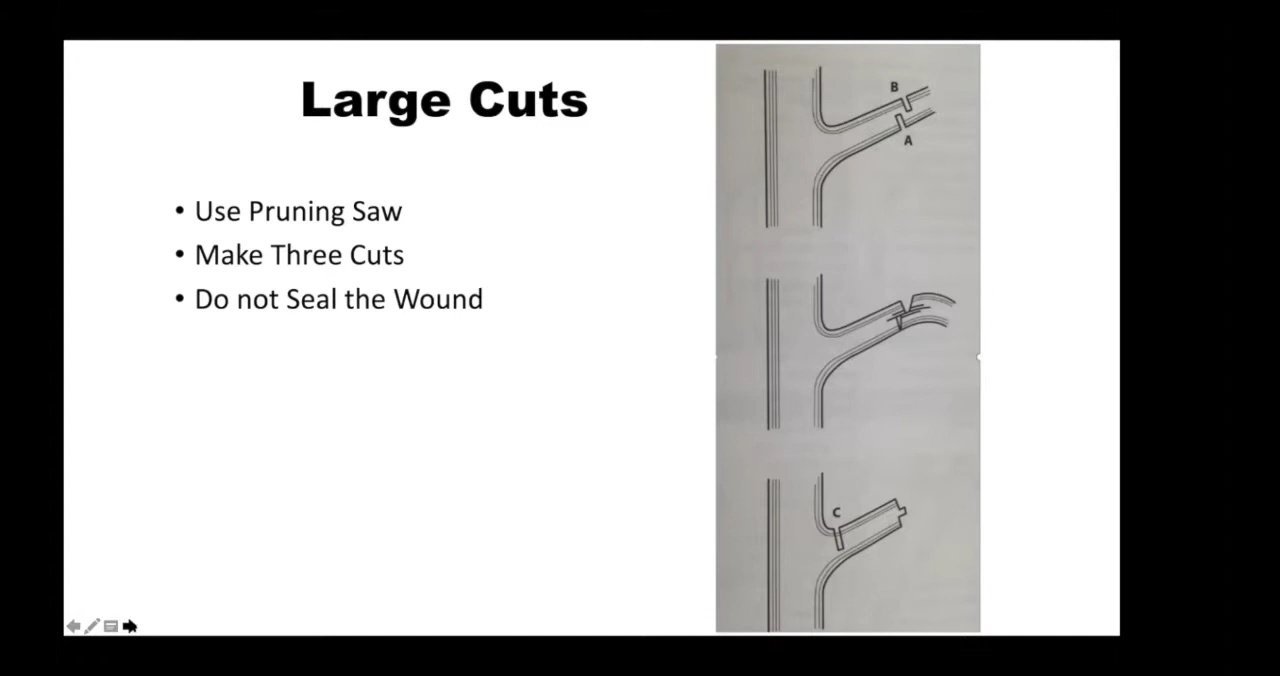 Large Cuts
• Use Pruning Saw
• Make Three Cuts
• Do not Seal the Wound
B
A
C